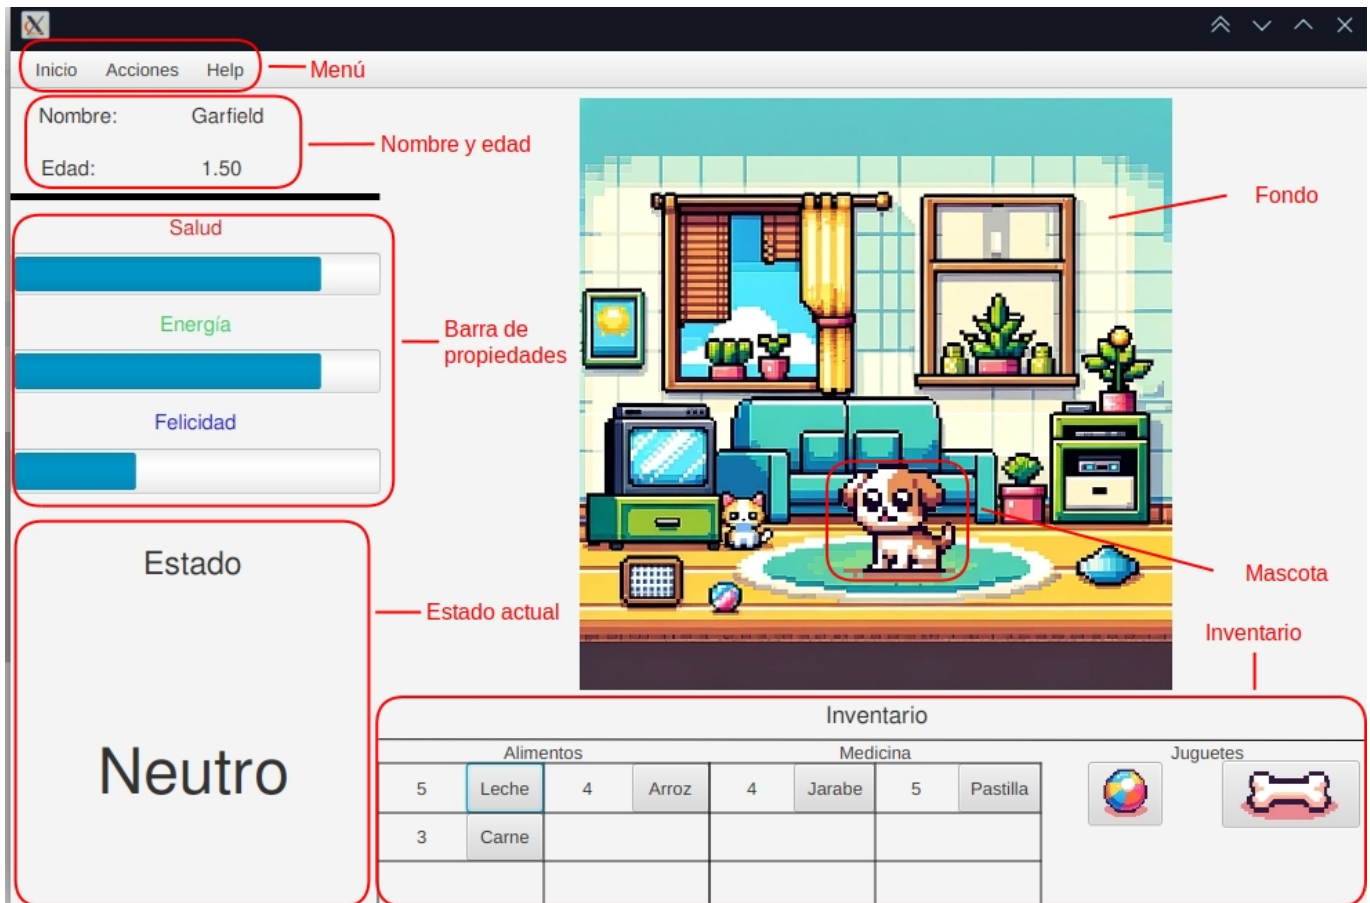 Inicio Acciones Help Menú
Nombre: Garfield
Nombre y edad
Edad: 1.50
Fondo
Salud
Energía
Barra de
propiedades
Felicidad
Estado
Mascota
Estado actual
Inventario
Inventario
Neutro
Alimentos Medicina Juguetes
5 Leche 4 Arroz 4 Jarabe 5 Pastilla
3 Carne